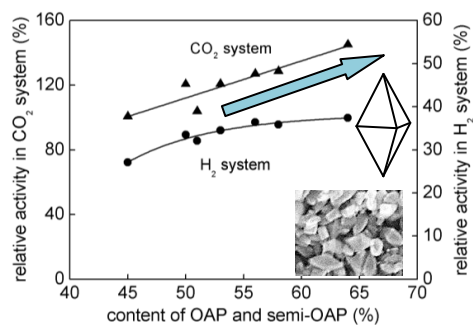 160
120
80
40
0
relative activity in CO2 system (%)
60
50
40
30
20
10
0
relative activity in H2 system (%)
CO2 system
H2 system
40 45 50 55 60 65 70
content of OAP and semi-OAP (%)